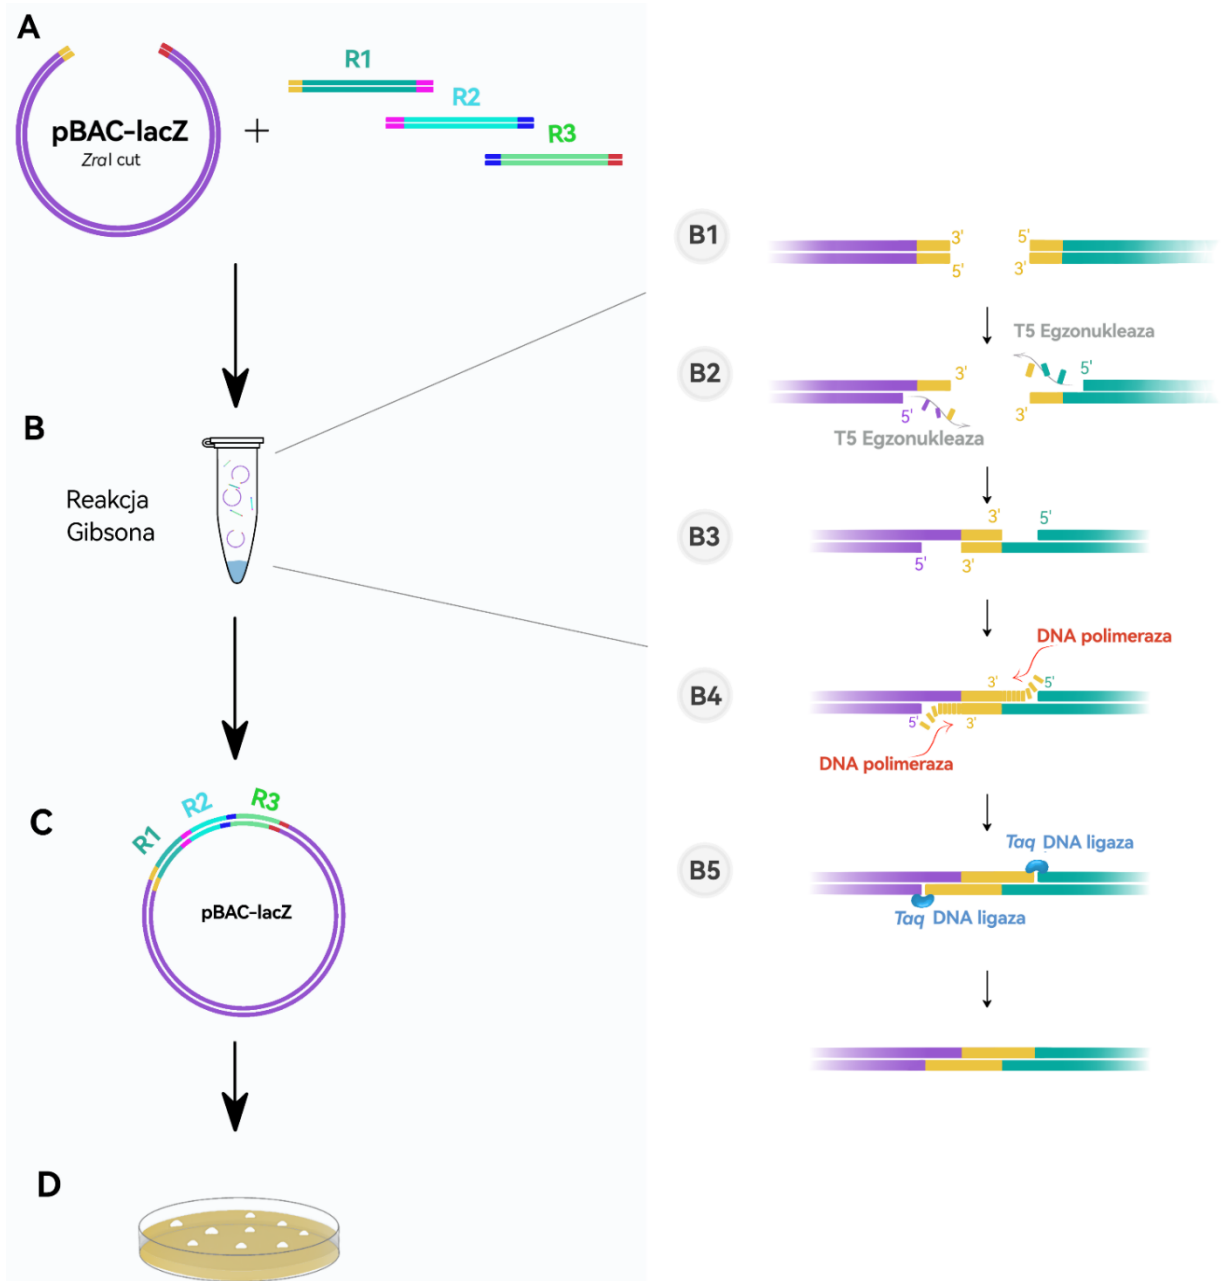 A
pBAC-lacZ
ZraI cut
+
R1
R2
R3
B
Reakcja
Gibsona
C
R1
R2
R3
pBAC-lacZ
D
B1
3'
5'
5'
3'
B2
T5 Egzonukleaza
3'
5'
5'
3'
T5 Egzonukleaza
B3
3'
5'
5'
3'
B4
DNA polimeraza
3'
5'
5'
3'
DNA polimeraza
B5
Taq DNA ligaza
Taq DNA ligaza